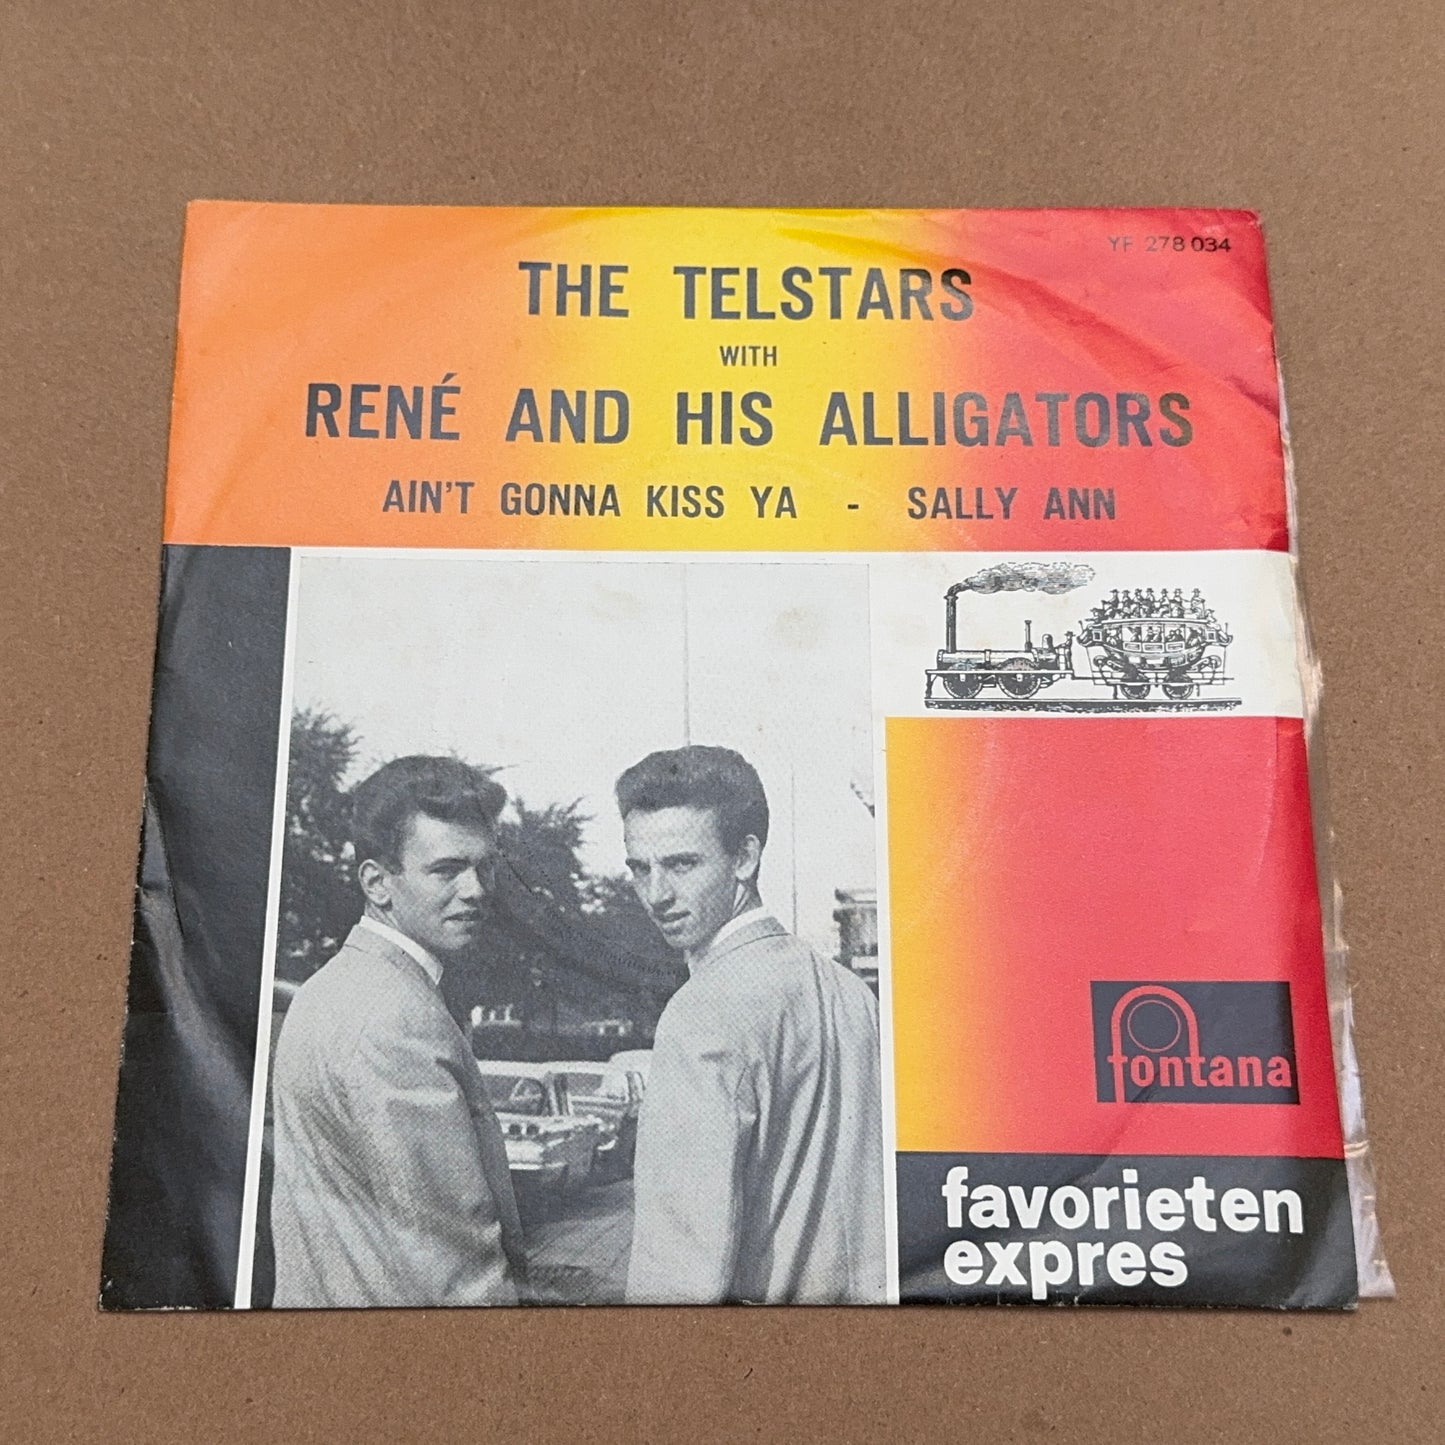 YF 278 034
THE TELSTARS
WITH
RENÉ AND HIS ALLIGATORS
AIN'T GONNA KISS YA - SALLY ANN
fontana
favorieten
expres